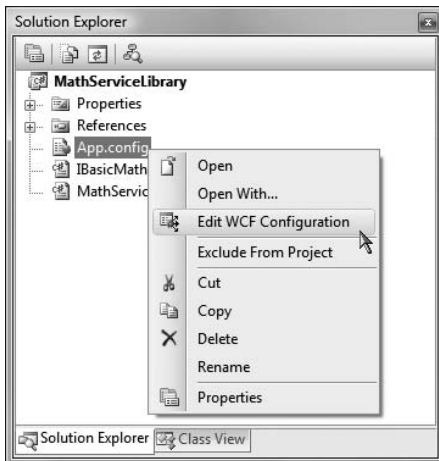 Solution Explorer
MathServiceLibrary
Properties
References
App.config
IBasicMath
MathServic
Open
Open With...
Edit WCF Configuration
Exclude From Project
Cut
Copy
Delete
Rename
Properties
Solution Explorer
Class View